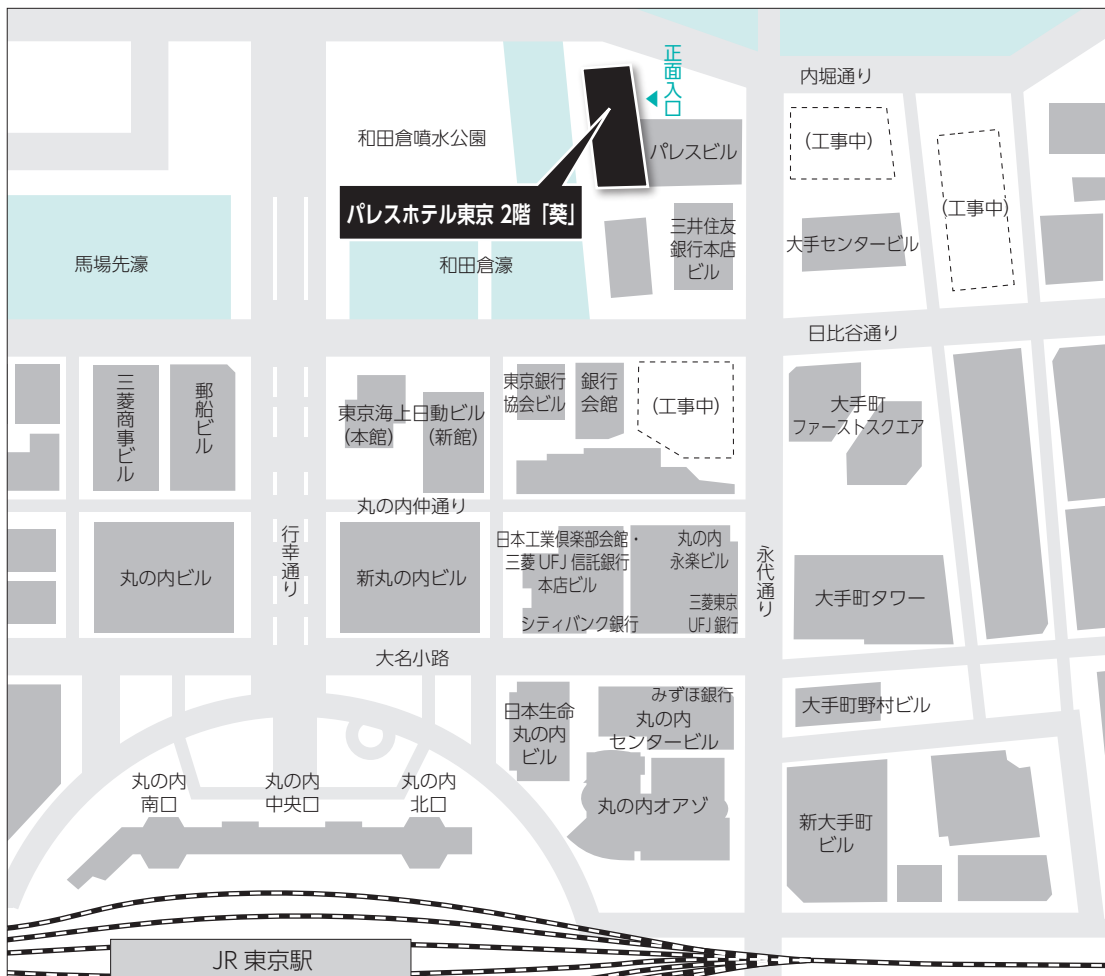 正面入口
内堀通り
和田倉噴水公園
パレスビル
(工事中)
(工事中)
パレスホテル東京 2階「葵」
三井住友
銀行本店
ビル
大手センタービル
馬場先濠
和田倉濠
日比谷通り
三菱商事ビル
郵船ビル
東京海上日動ビル
(本館)
(新館)
東京銀行
協会ビル
銀行
会館
(工事中)
大手町
ファーストスクエア
丸の内仲通り
丸の内ビル
行幸通り
新丸の内ビル
日本工業倶楽部会館・
三菱UFJ信託銀行
本店ビル
シティバンク銀行
丸の内
永楽ビル
三菱東京
UFJ銀行
永代通り
大手町タワー
大名小路
日本生命
丸の内
ビル
みずほ銀行
丸の内
センタービル
大手町野村ビル
丸の内
南口
丸の内
中央口
丸の内
北口
丸の内オアゾ
新大手町
ビル
JR 東京駅